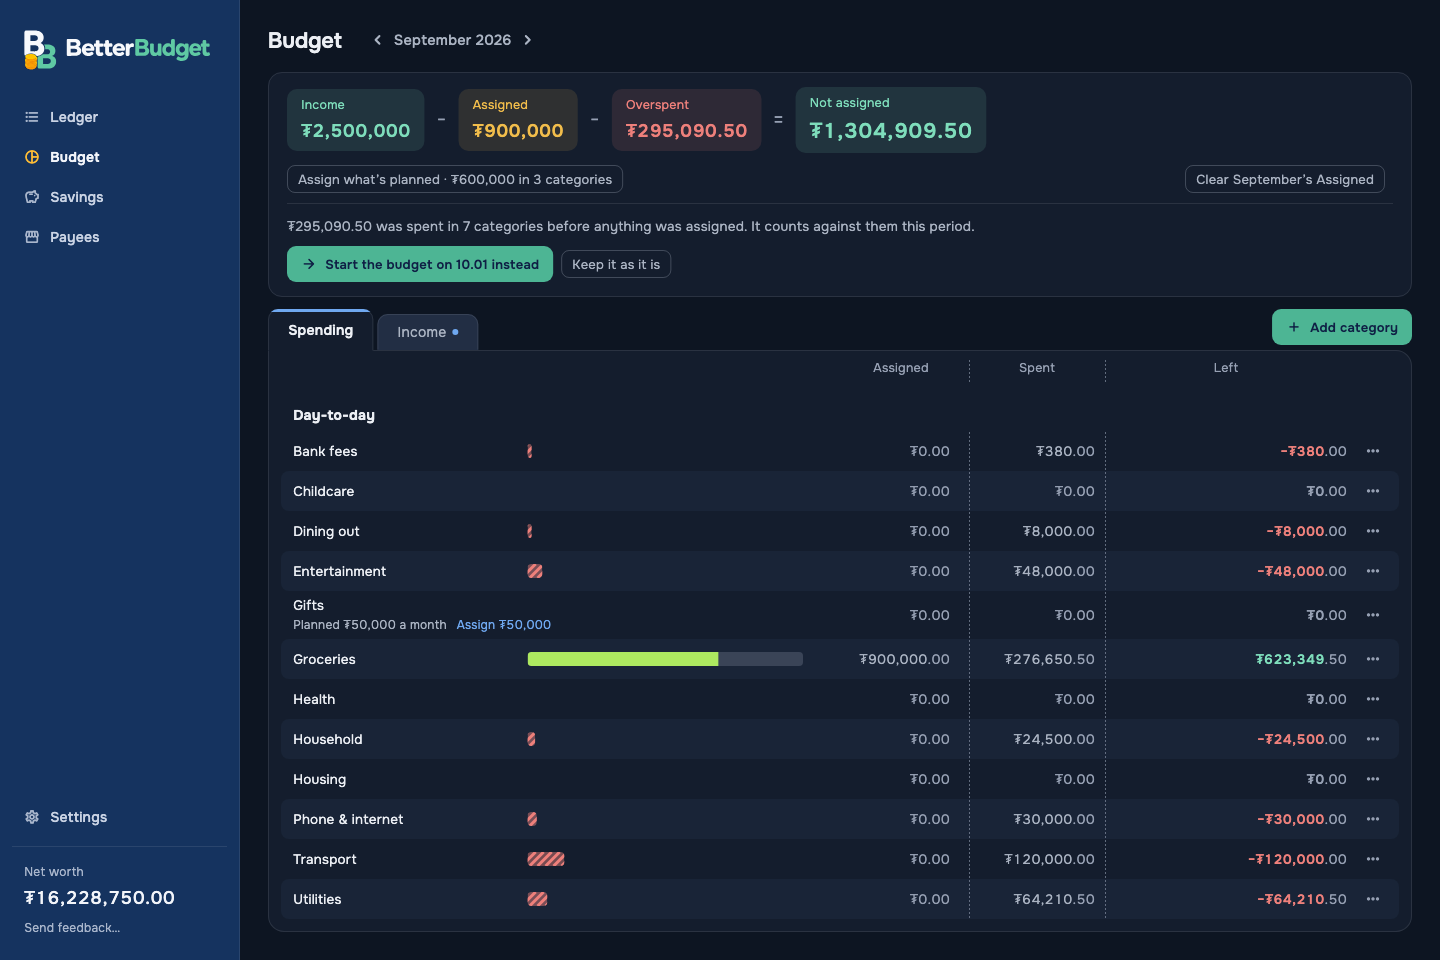 BetterBudget
Ledger
Budget
Savings
Payees
Settings
Net worth
₮16,228,750.00
Send feedback...
Budget
September 2026
Income
₮2,500,000
–
Assigned
₮900,000
–
Overspent
₮295,090.50
=
Not assigned
₮1,304,909.50
Assign what's planned · ₮600,000 in 3 categories
Clear September's Assigned
₮295,090.50 was spent in 7 categories before anything was assigned. It counts against them this period.
Start the budget on 10.01 instead
Keep it as it is
Spending
Income
Add category
Assigned Spent Left
Day-to-day
Bank fees ₮0.00 ₮380.00 -₮380.00
Childcare ₮0.00 ₮0.00 ₮0.00
Dining out ₮0.00 ₮8,000.00 -₮8,000.00
Entertainment ₮0.00 ₮48,000.00 -₮48,000.00
Gifts ₮0.00 ₮0.00 ₮0.00
Planned ₮50,000 a month Assign ₮50,000
Groceries ₮900,000.00 ₮276,650.50 ₮623,349.50
Health ₮0.00 ₮0.00 ₮0.00
Household ₮0.00 ₮24,500.00 -₮24,500.00
Housing ₮0.00 ₮0.00 ₮0.00
Phone & internet ₮0.00 ₮30,000.00 -₮30,000.00
Transport ₮0.00 ₮120,000.00 -₮120,000.00
Utilities ₮0.00 ₮64,210.50 -₮64,210.50